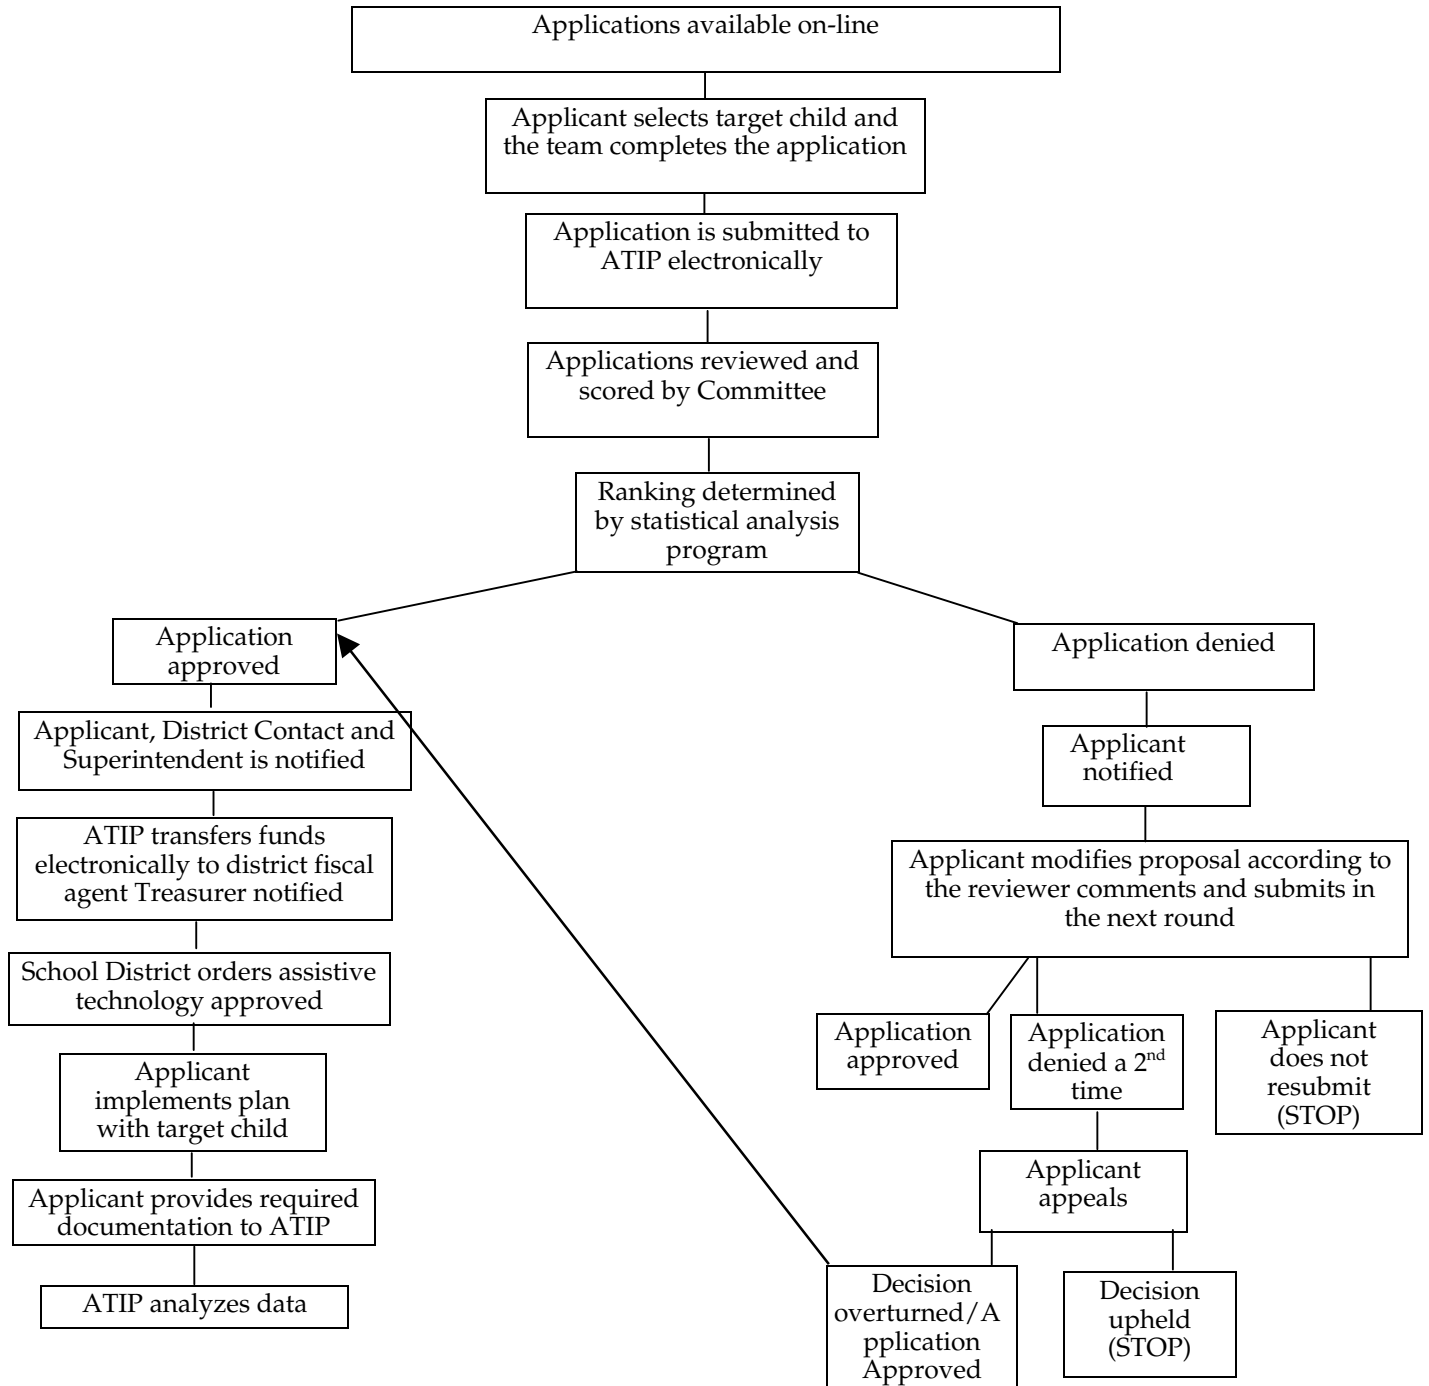 Applications available on-line
Applicant selects target child and
the team completes the application
Application is submitted to
ATIP electronically
Applications reviewed and
scored by Committee
Ranking determined
by statistical analysis
program
Application
approved
Applicant, District Contact and
Superintendent is notified
ATIP transfers funds
electronically to district fiscal
agent Treasurer notified
School District orders assistive
technology approved
Applicant
implements plan
with target child
Applicant provides required
documentation to ATIP
ATIP analyzes data
Application denied
Applicant
notified
Applicant modifies proposal according to
the reviewer comments and submits in
the next round
Application
approved
Application
denied a 2nd
time
Applicant
does not
resubmit
(STOP)
Applicant
appeals
Decision
overturned/A
pplication
Approved
Decision
upheld
(STOP)